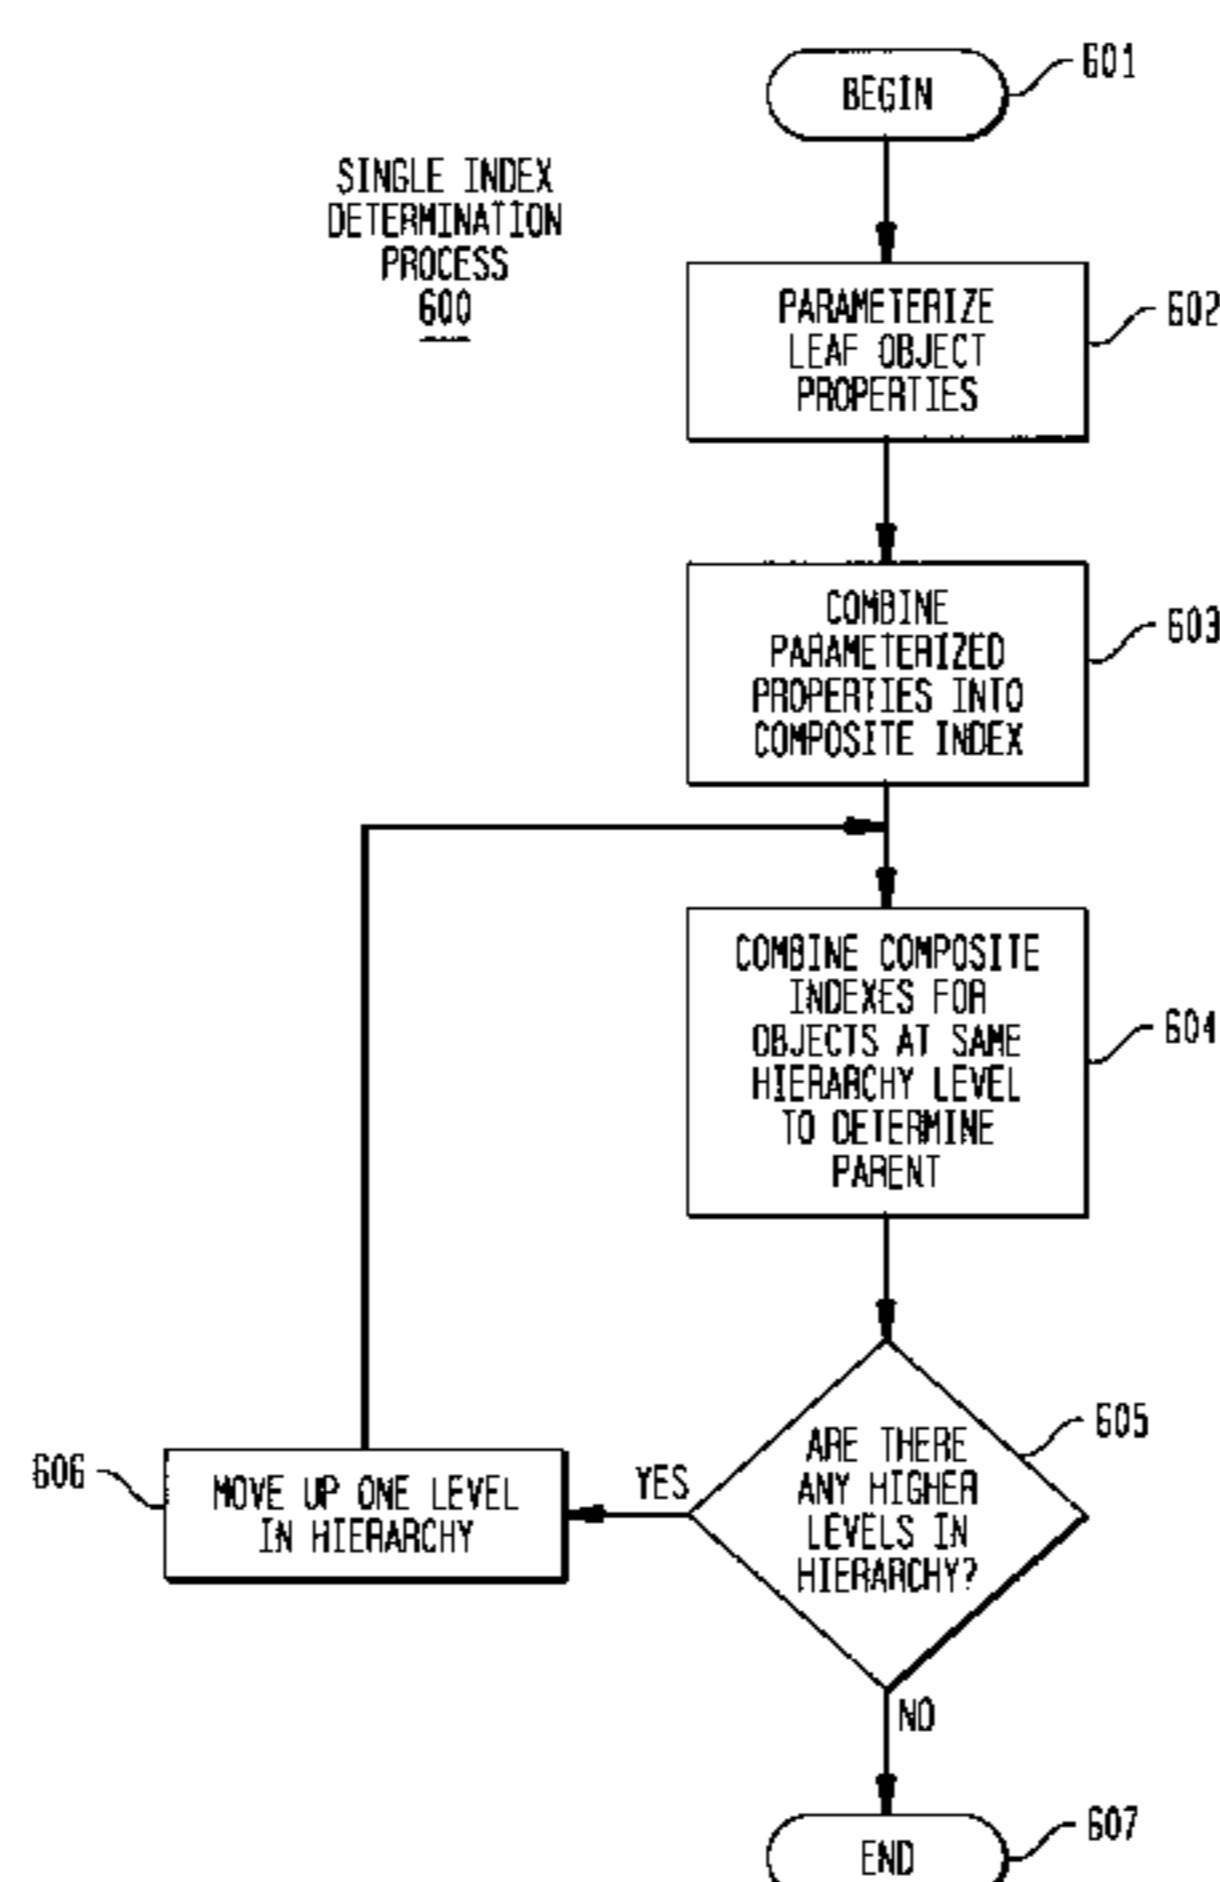 BEGIN
601
SINGLE INDEX
DETERMINATION
PROCESS
600
PARAMETERIZE
LEAF OBJECT
PROPERTIES
602
COMBINE
PARAMETERIZED
PROPERTIES INTO
COMPOSITE INDEX
603
COMBINE COMPOSITE
INDEXES FOR
OBJECTS AT SAME
HIERARCHY LEVEL
TO DETERMINE
PARENT
604
ARE THERE
ANY HIGHER
LEVELS IN
HIERARCHY?
605
YES
606
MOVE UP ONE LEVEL
IN HIERARCHY
NO
END
607